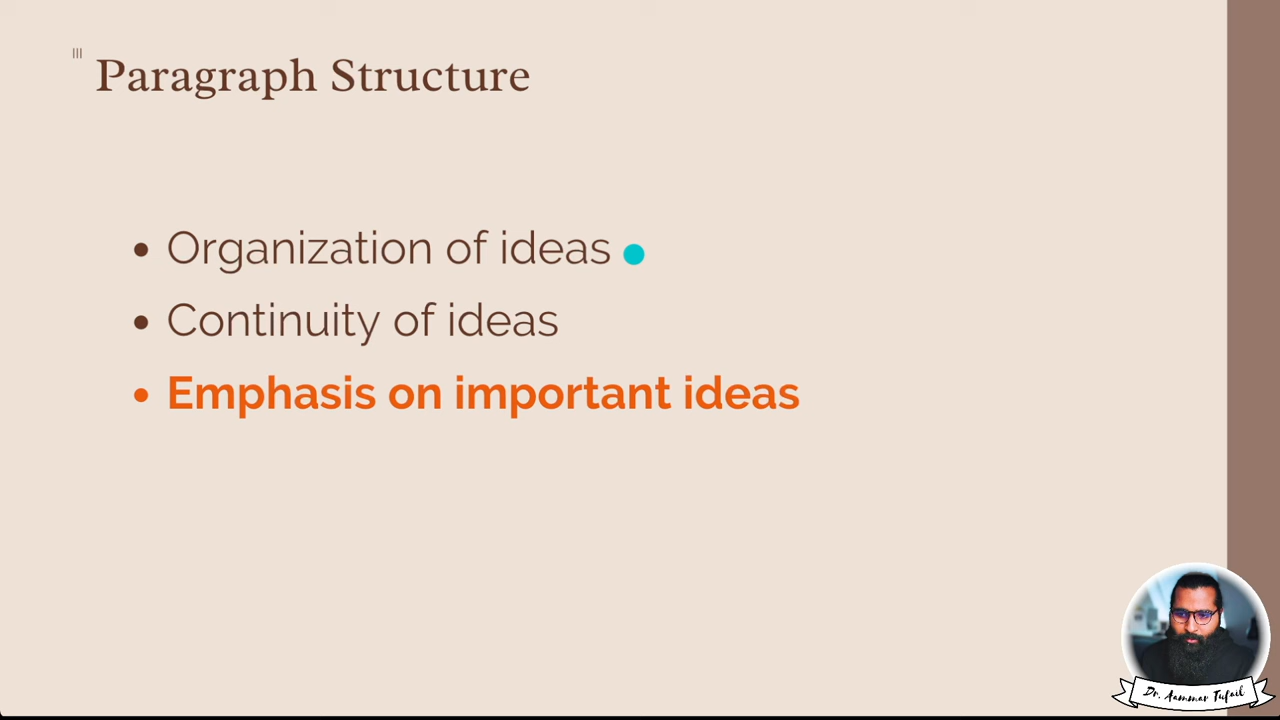 Paragraph Structure
• Organization of ideas
• Continuity of ideas
• Emphasis on important ideas
Dr. Aammar Tufail